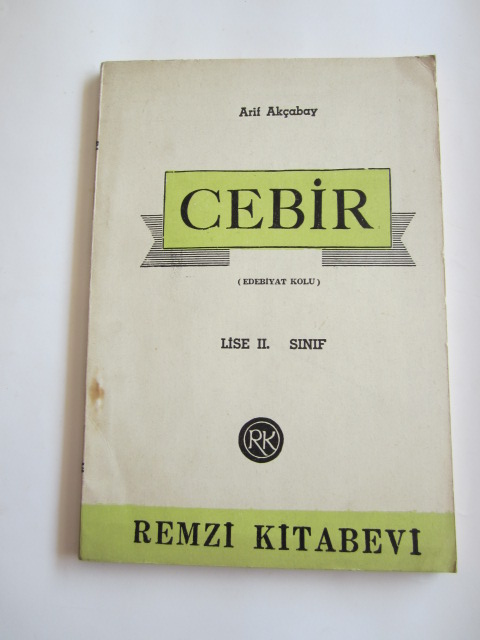 Arif Akçabay
CEBİR
(EDEBİYAT KOLU)
LİSE II. SINIF
RK
REMZİ KİTABEVİ